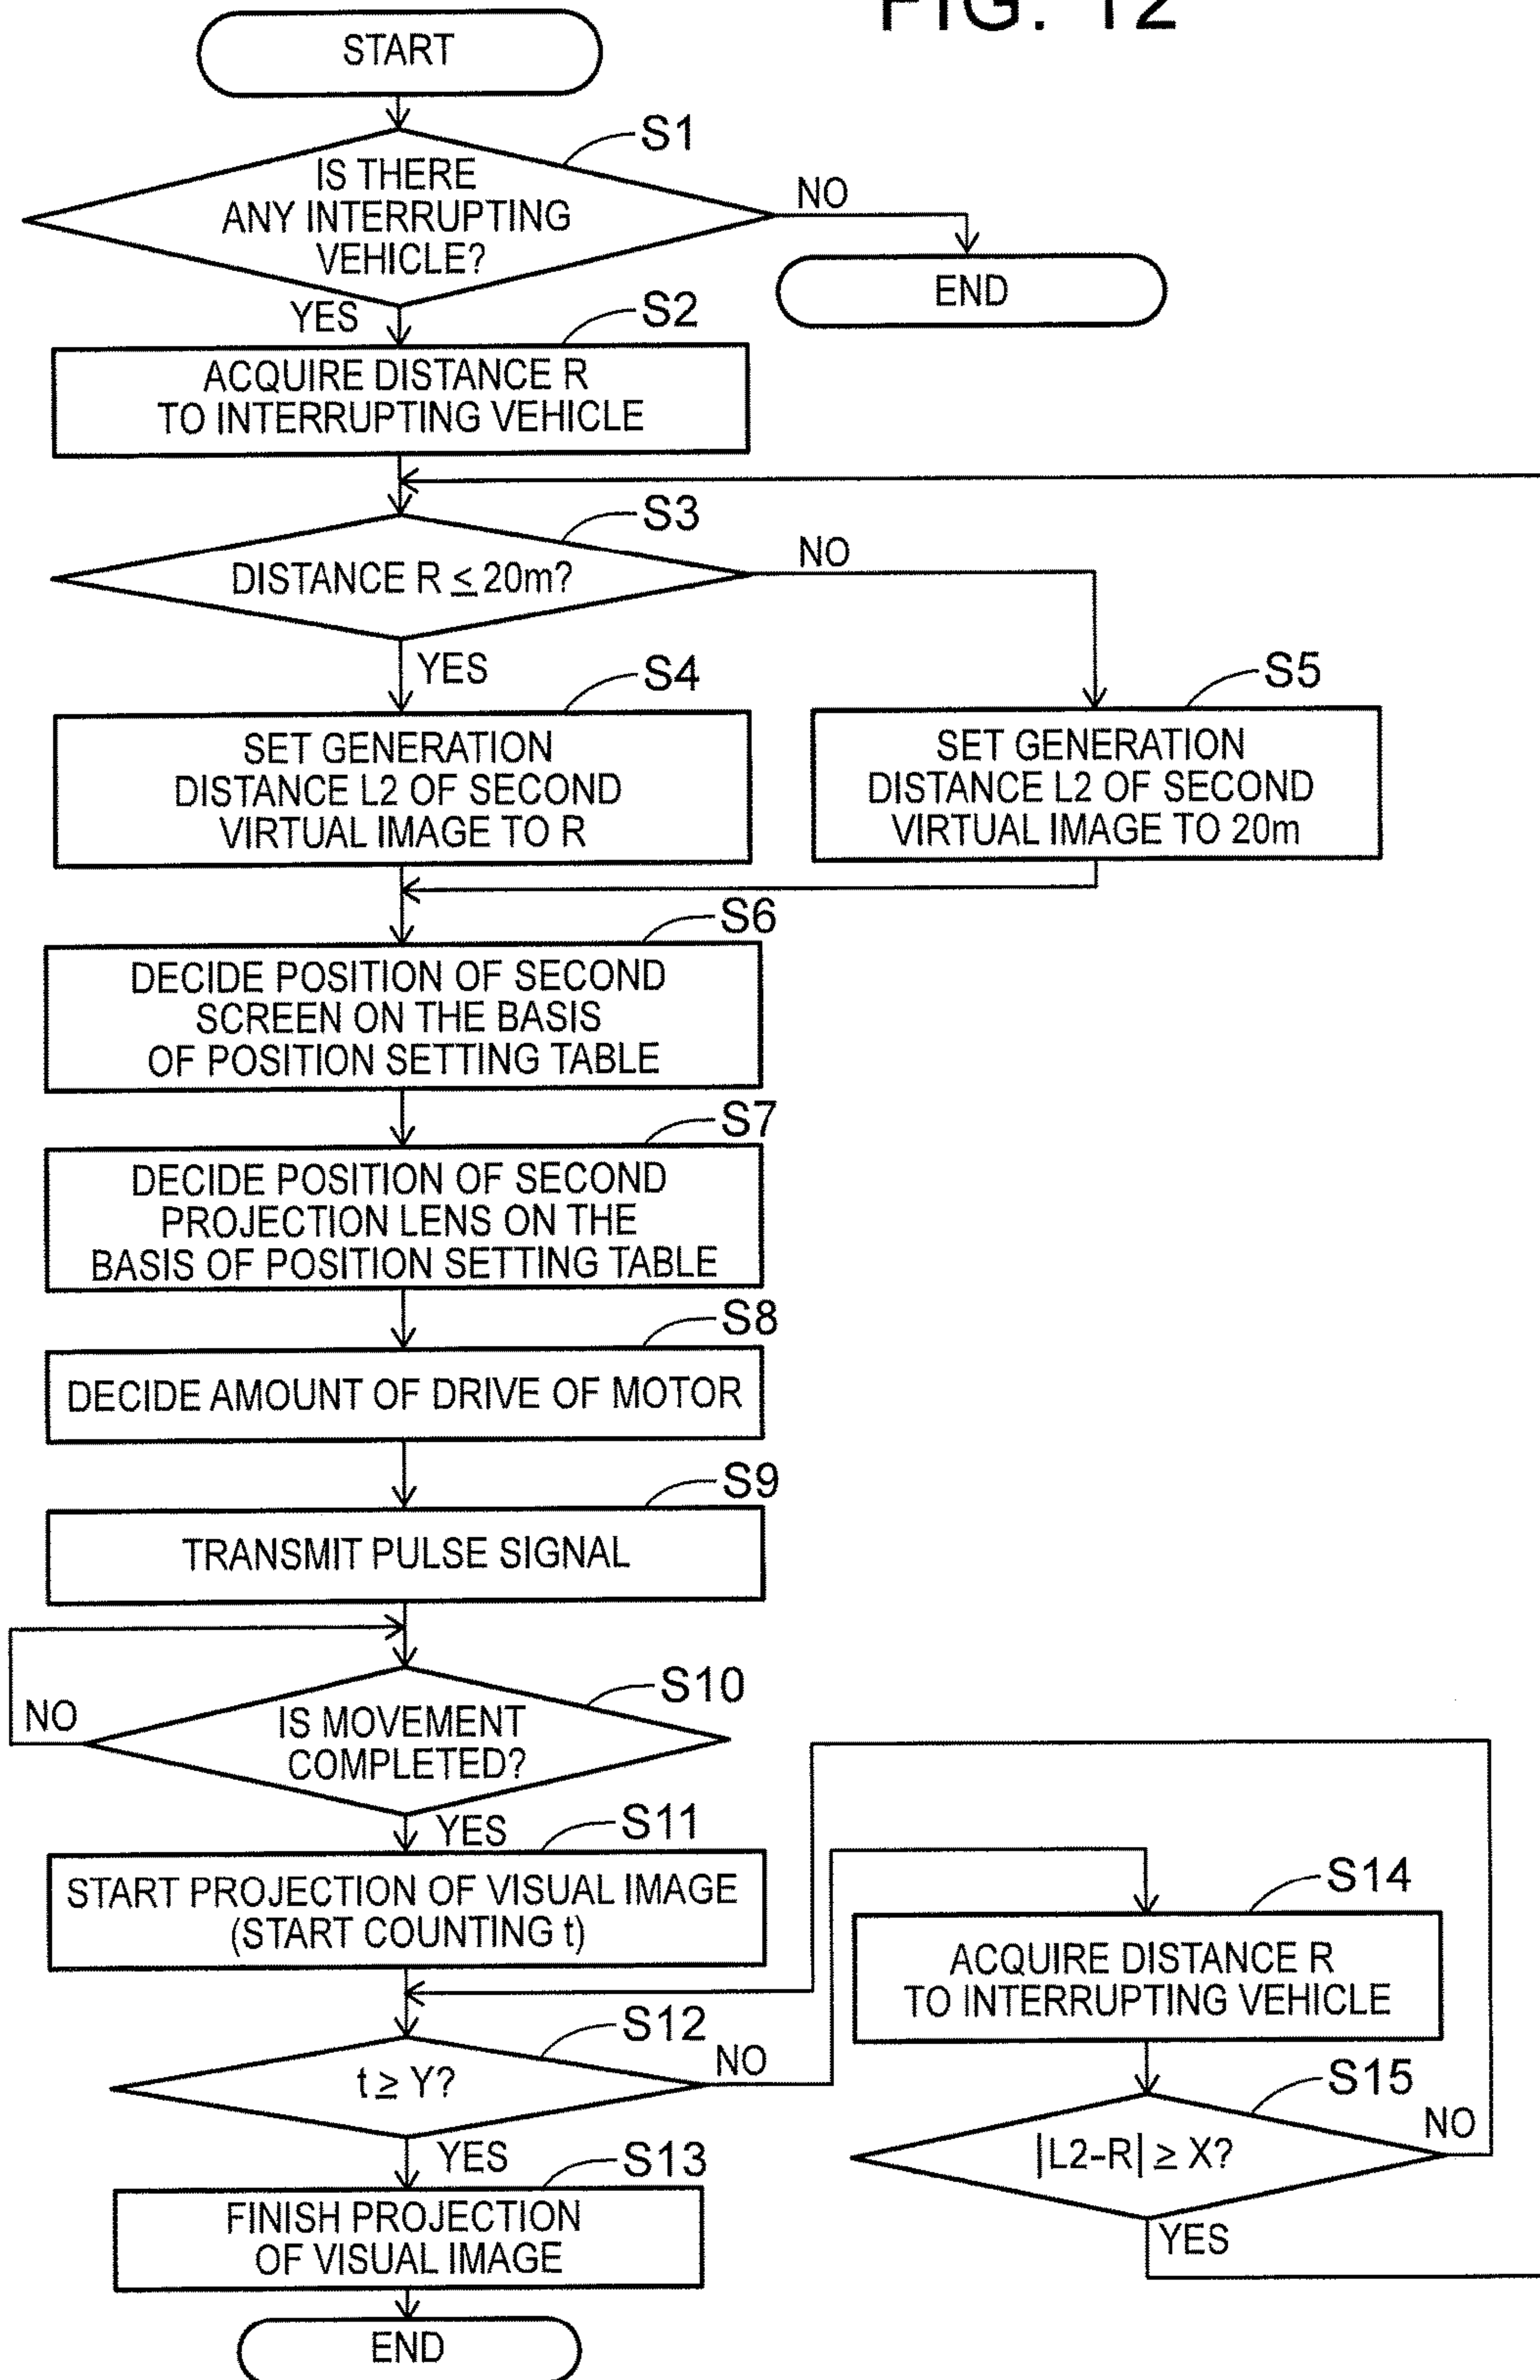 FIG. 12
START
S1
IS THERE
ANY INTERRUPTING
VEHICLE?
NO
END
YES
S2
ACQUIRE DISTANCE R
TO INTERRUPTING VEHICLE
S3
DISTANCE R ≤ 20m?
NO
YES
S4
SET GENERATION
DISTANCE L2 OF SECOND
VIRTUAL IMAGE TO R
S5
SET GENERATION
DISTANCE L2 OF SECOND
VIRTUAL IMAGE TO 20m
S6
DECIDE POSITION OF SECOND
SCREEN ON THE BASIS
OF POSITION SETTING TABLE
S7
DECIDE POSITION OF SECOND
PROJECTION LENS ON THE
BASIS OF POSITION SETTING TABLE
S8
DECIDE AMOUNT OF DRIVE OF MOTOR
S9
TRANSMIT PULSE SIGNAL
S10
IS MOVEMENT
COMPLETED?
NO
YES
S11
START PROJECTION OF VISUAL IMAGE
(START COUNTING t)
S12
t ≥ Y?
NO
YES
S13
FINISH PROJECTION
OF VISUAL IMAGE
END
S14
ACQUIRE DISTANCE R
TO INTERRUPTING VEHICLE
S15
|L2-R| ≥ X?
NO
YES